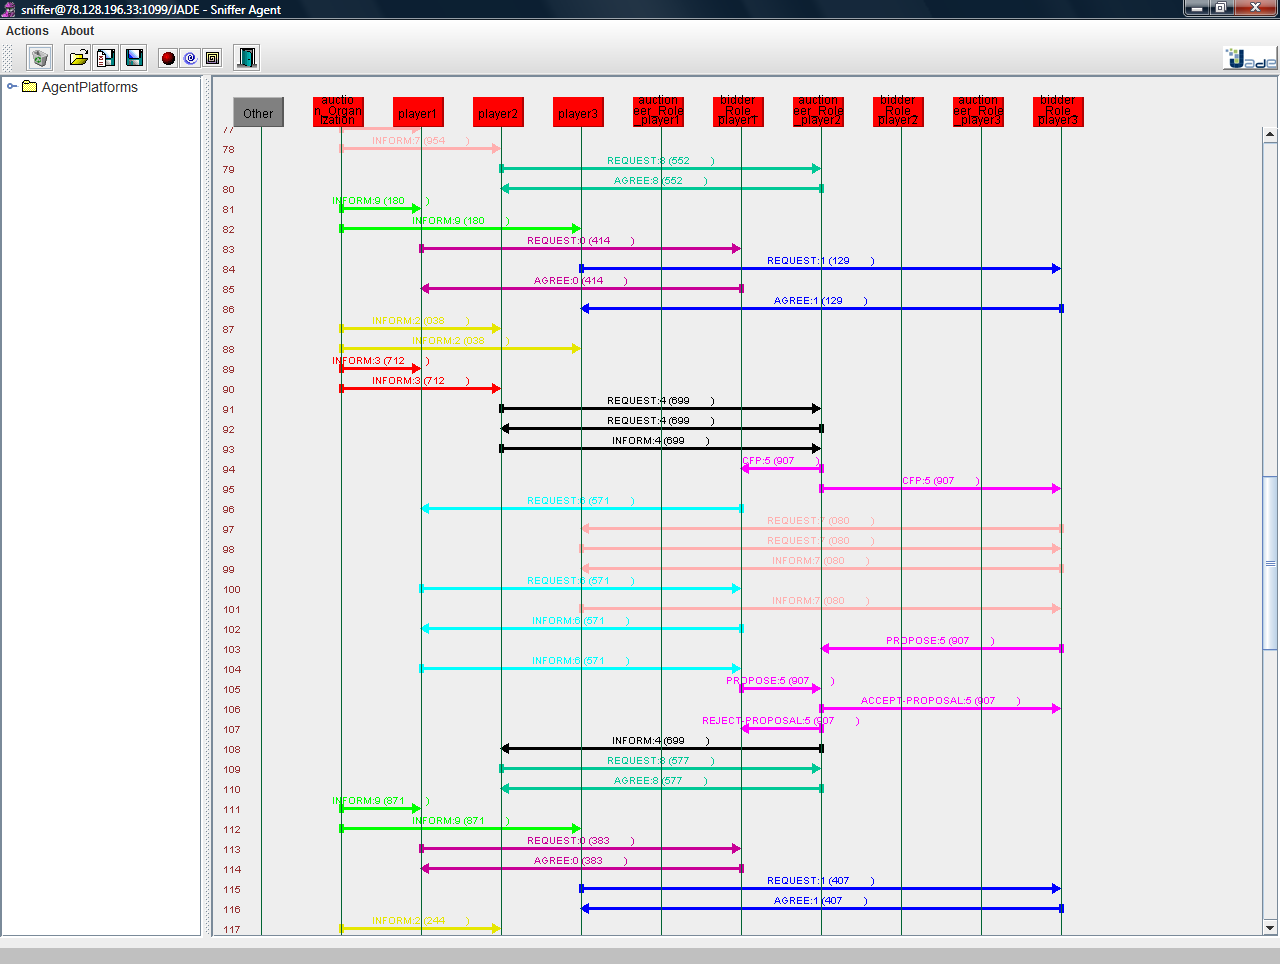 sniffer@78.128.196.33:1099/JADE - Sniffer Agent
Actions About
Jade
AgentPlatforms
Other
auctio
n_Organi
zation
player1
player2
player3
auction
eer_Role
player1
bidder
Role
player1
auction
eer_Role
player2
bidder
Role
player2
auction
eer_Role
player3
bidder
Role
player3
77
78 INFORM:7 (954 )
79 REQUEST:8 (552 )
80 AGREE:8 (552 )
81 INFORM:9 (180 )
82 INFORM:9 (180 )
83 REQUEST:0 (414 )
84 REQUEST:1 (129 )
85 AGREE:0 (414 )
86 AGREE:1 (129 )
87 INFORM:2 (038 )
88 INFORM:2 (038 )
89 INFORM:3 (712 )
90 INFORM:3 (712 )
91 REQUEST:4 (699 )
92 REQUEST:4 (699 )
93 INFORM:4 (699 )
94 CFP:5 (907 )
95 CFP:5 (907 )
96 REQUEST:6 (571 )
97 REQUEST:7 (080 )
98 REQUEST:7 (080 )
99 INFORM:7 (080 )
100 REQUEST:6 (571 )
101 INFORM:7 (080 )
102 INFORM:6 (571 )
103 PROPOSE:5 (907 )
104 INFORM:6 (571 )
105 PROPOSE:5 (907 )
106 ACCEPT-PROPOSAL:5 (907 )
107 REJECT-PROPOSAL:5 (907 )
108 INFORM:4 (699 )
109 REQUEST:8 (577 )
110 AGREE:8 (577 )
111 INFORM:9 (871 )
112 INFORM:9 (871 )
113 REQUEST:0 (383 )
114 AGREE:0 (383 )
115 REQUEST:1 (407 )
116 AGREE:1 (407 )
117 INFORM:2 (244 )